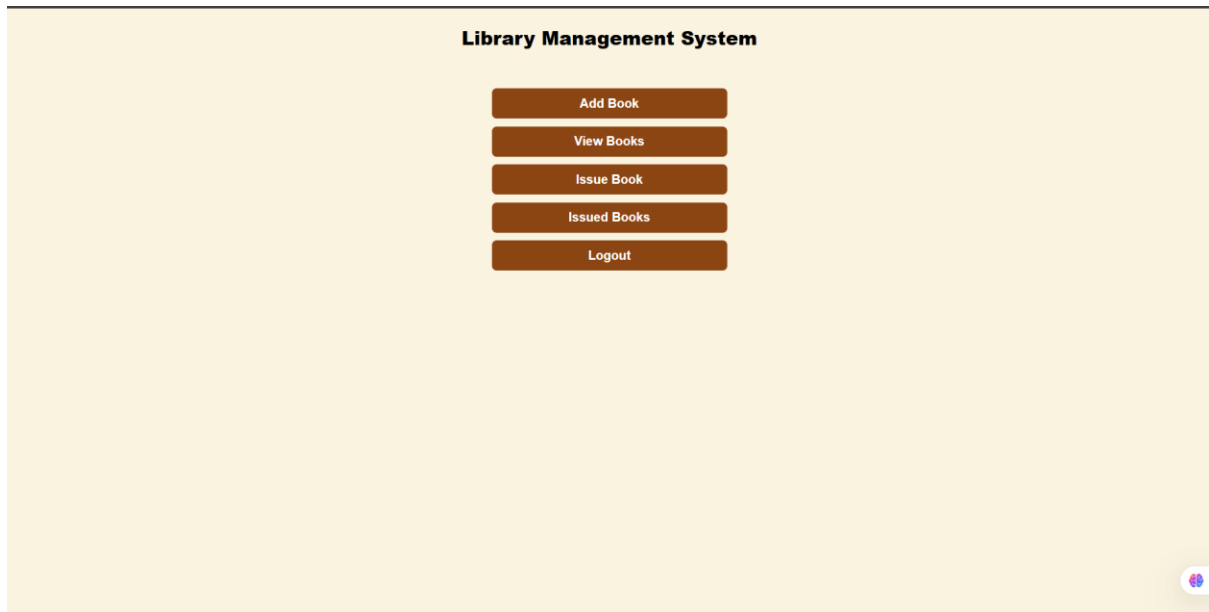 Library Management System
Add Book
View Books
Issue Book
Issued Books
Logout